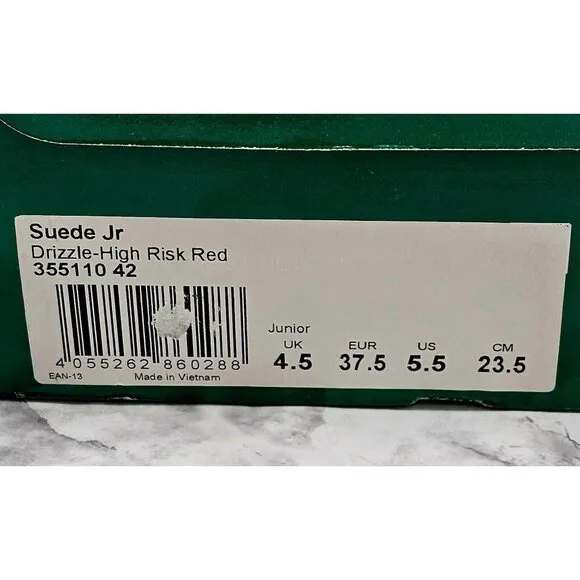 Suede Jr
Drizzle-High Risk Red
355110 42
4 055262 860288
EAN-13 Made in Vietnam
Junior
UK EUR US CM
4.5 37.5 5.5 23.5